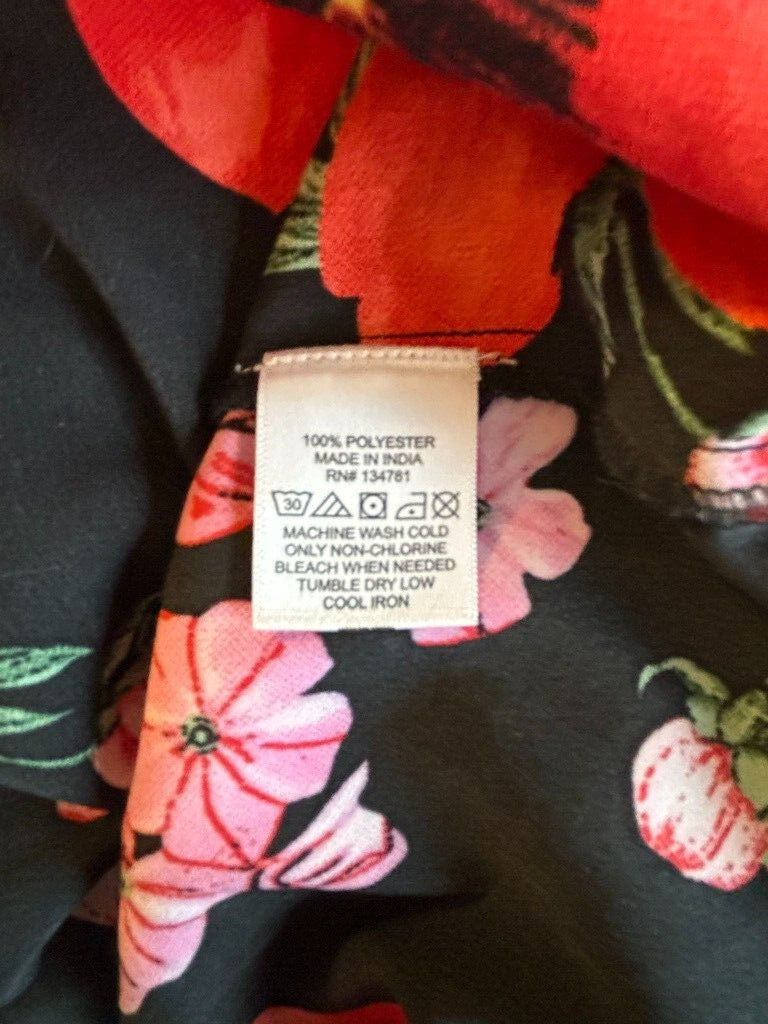 100% POLYESTER
MADE IN INDIA
RN# 134781
30
MACHINE WASH COLD
ONLY NON-CHLORINE
BLEACH WHEN NEEDED
TUMBLE DRY LOW
COOL IRON